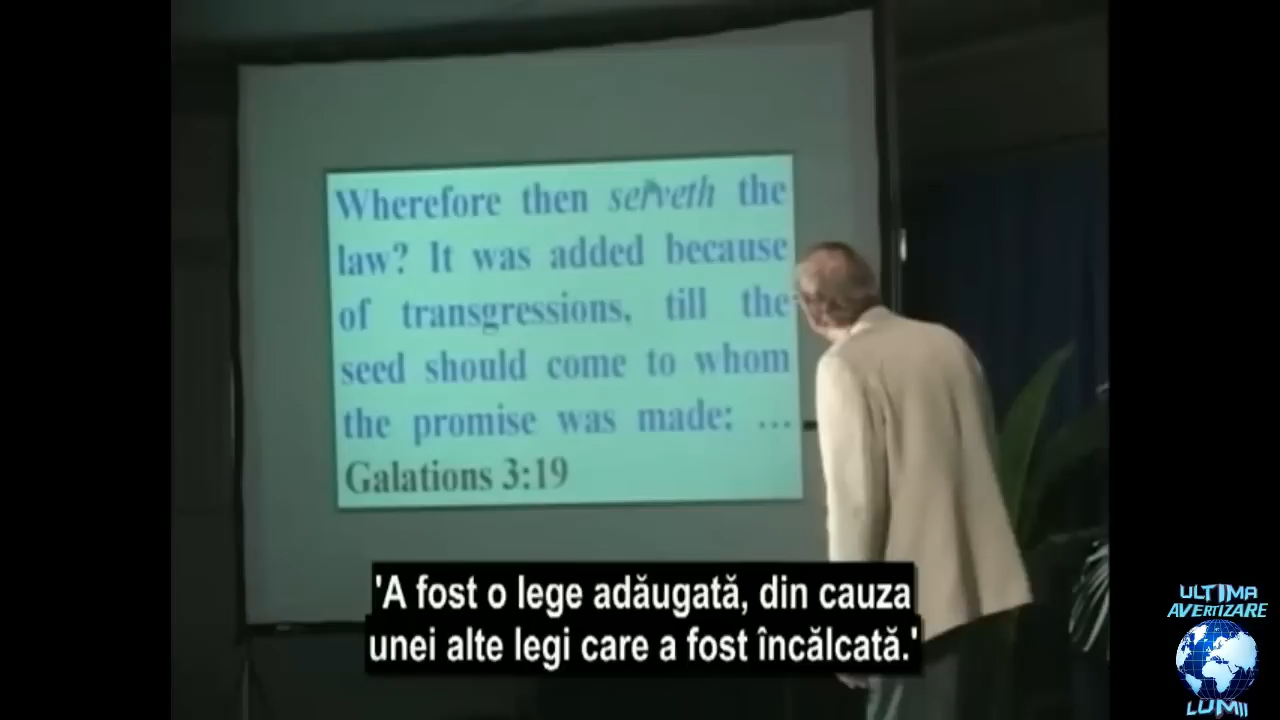 Wherefore then serveth the
law? It was added because
of transgressions, till the
seed should come to whom
the promise was made: ...
Galations 3:19
'A fost o lege adăugată, din cauza
unei alte legi care a fost încălcată.'
ULTIMA
AVERTIZARE
LUMII